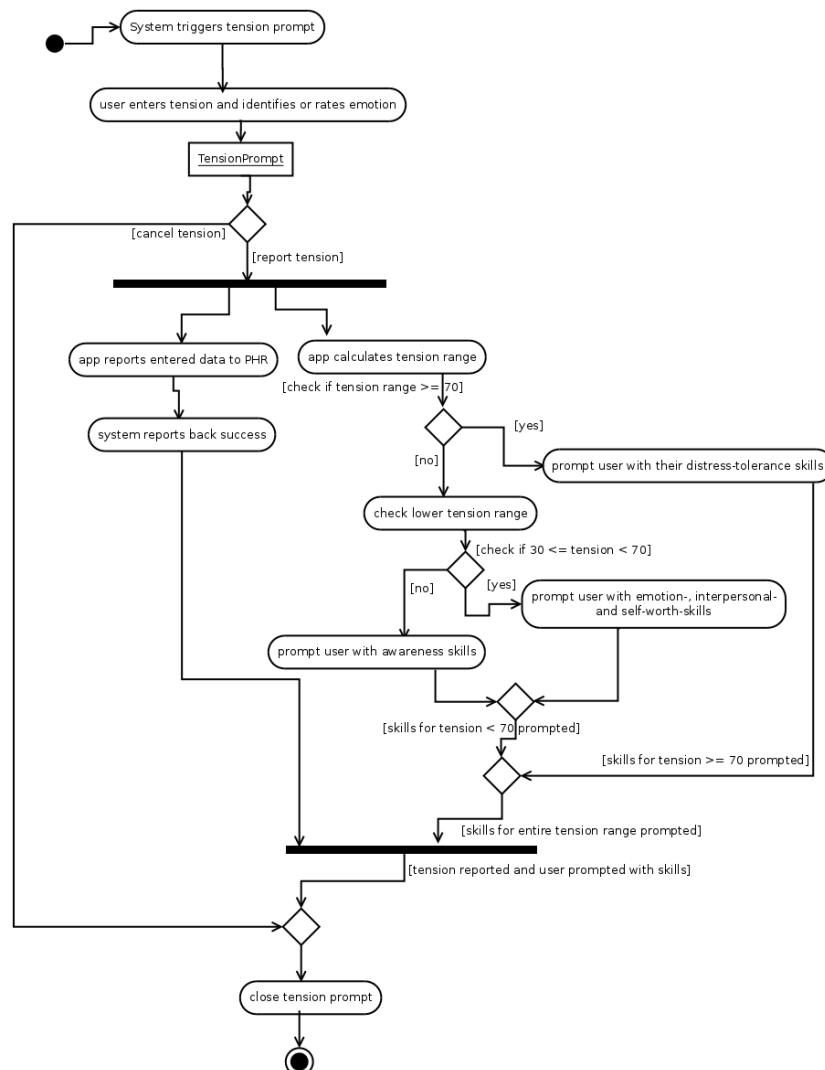 System triggers tension prompt
user enters tension and identifies or rates emotion
TensionPrompt
[cancel tension]
[report tension]
app reports entered data to PHR
app calculates tension range
[check if tension range >= 70]
system reports back success
[yes]
[no]
prompt user with their distress-tolerance skills
check lower tension range
[check if 30 <= tension < 70]
[no]
[yes]
prompt user with emotion-, interpersonal-
and self-worth-skills
prompt user with awareness skills
[skills for tension < 70 prompted]
[skills for tension >= 70 prompted]
[skills for entire tension range prompted]
[tension reported and user prompted with skills]
close tension prompt